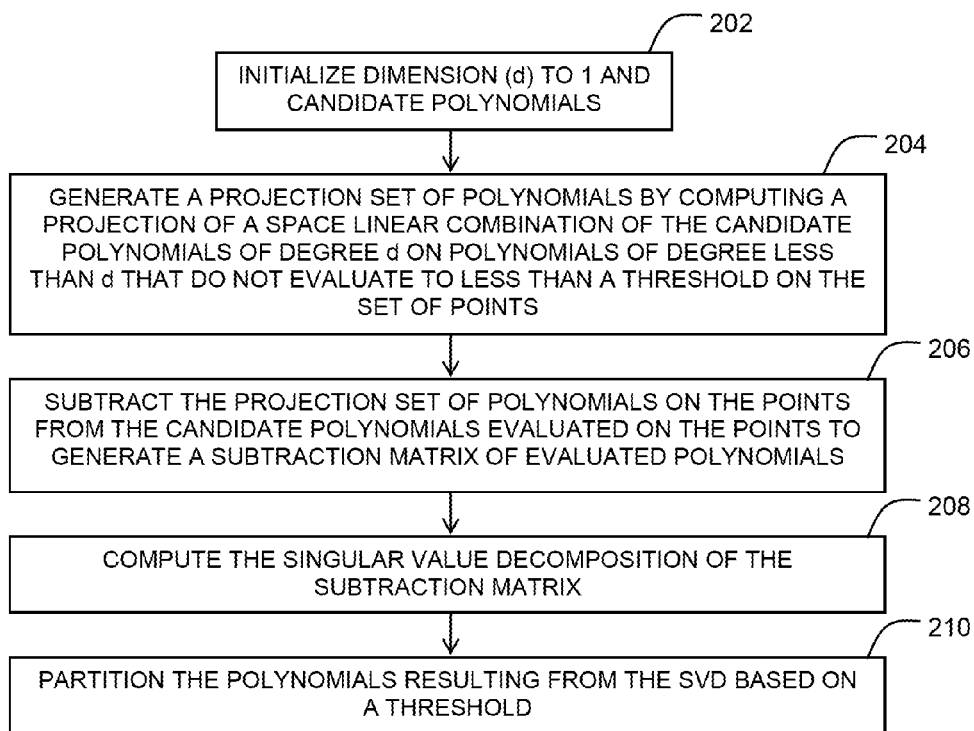 202
INITIALIZE DIMENSION (d) TO 1 AND
CANDIDATE POLYNOMIALS
204
GENERATE A PROJECTION SET OF POLYNOMIALS BY COMPUTING A
PROJECTION OF A SPACE LINEAR COMBINATION OF THE CANDIDATE
POLYNOMIALS OF DEGREE d ON POLYNOMIALS OF DEGREE LESS
THAN d THAT DO NOT EVALUATE TO LESS THAN A THRESHOLD ON THE
SET OF POINTS
206
SUBTRACT THE PROJECTION SET OF POLYNOMIALS ON THE POINTS
FROM THE CANDIDATE POLYNOMIALS EVALUATED ON THE POINTS TO
GENERATE A SUBTRACTION MATRIX OF EVALUATED POLYNOMIALS
208
COMPUTE THE SINGULAR VALUE DECOMPOSITION OF THE
SUBTRACTION MATRIX
210
PARTITION THE POLYNOMIALS RESULTING FROM THE SVD BASED ON
A THRESHOLD